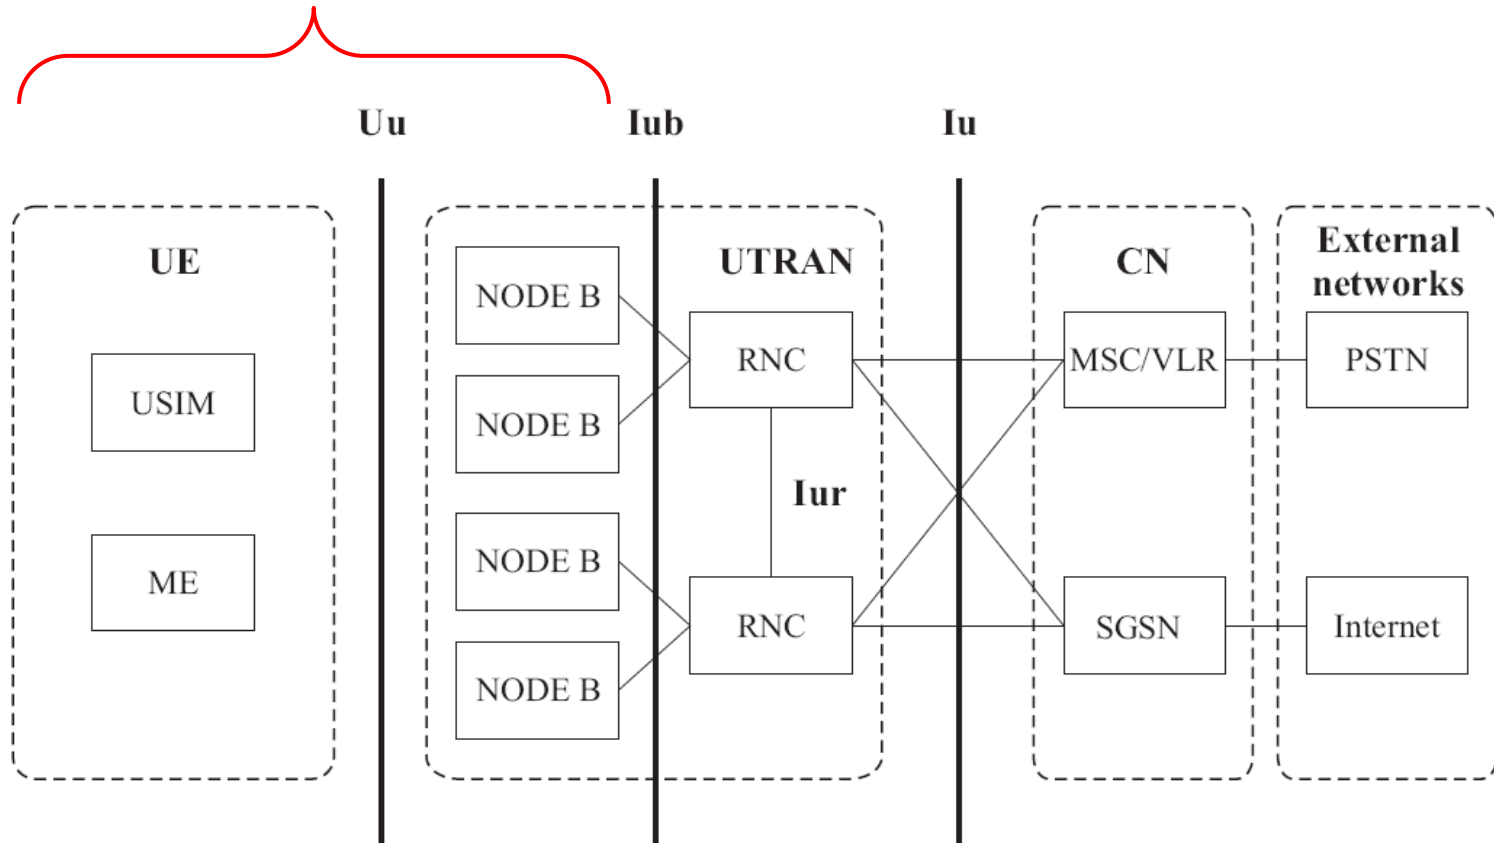 Uu
Iub
Iu
UE
UTRAN
CN
External
networks
NODE B
RNC
MSC/VLR
PSTN
USIM
NODE B
Iur
NODE B
ME
RNC
SGSN
Internet
NODE B